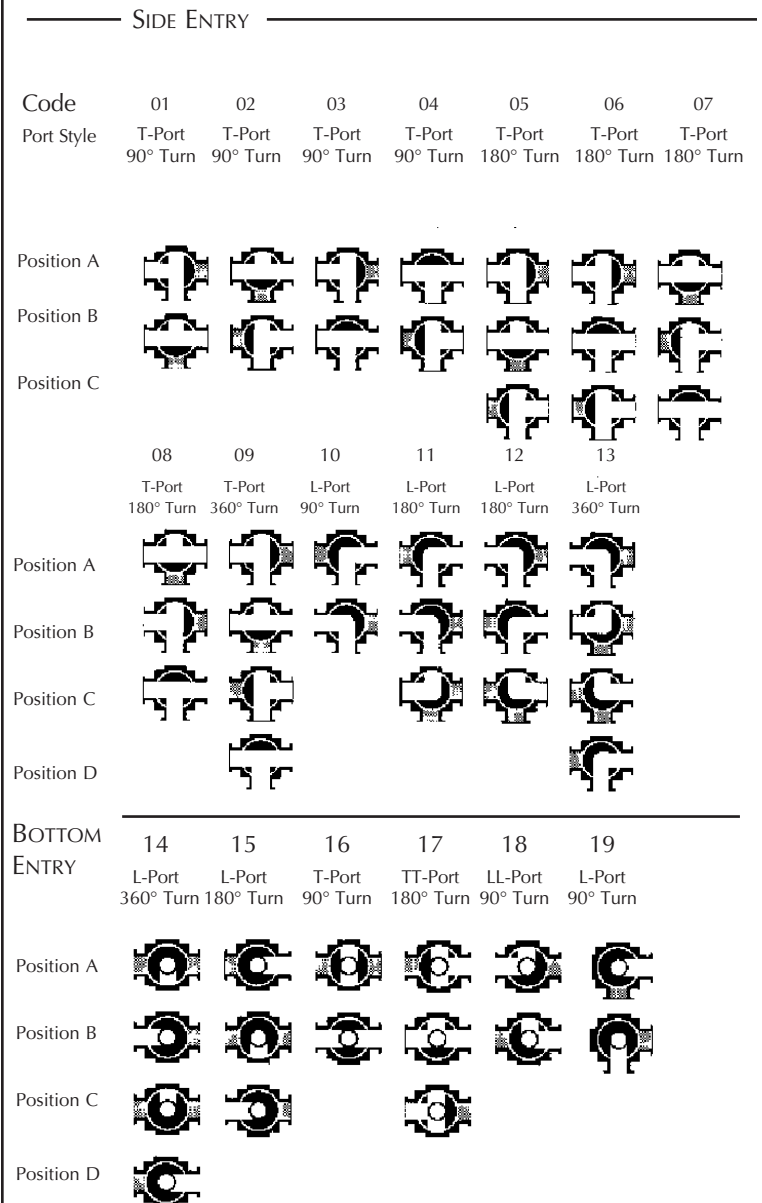 SIDE ENTRY
Code 01 02 03 04 05 06 07
Port Style T-Port T-Port T-Port T-Port T-Port T-Port T-Port
90° Turn 90° Turn 90° Turn 90° Turn 180° Turn 180° Turn 180° Turn
Position A
Position B
Position C
08 09 10 11 12 13
T-Port T-Port L-Port L-Port L-Port L-Port
180° Turn 360° Turn 90° Turn 180° Turn 180° Turn 360° Turn
Position A
Position B
Position C
Position D
BOTTOM
ENTRY
14 15 16 17 18 19
L-Port L-Port T-Port TT-Port LL-Port L-Port
360° Turn 180° Turn 90° Turn 180° Turn 90° Turn 90° Turn
Position A
Position B
Position C
Position D